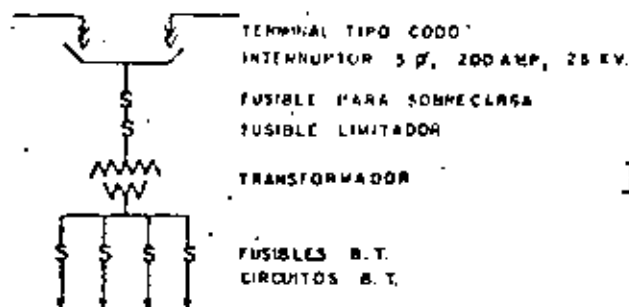 TERMINAL TIPO CODO
INTERRUPTOR 3 Ø, 200 AMP, 25 KV.
FUSIBLE PARA SOBRECARGA
FUSIBLE LIMITADOR
TRANSFORMADOR
FUSIBLES B.T.
CIRCUITOS B.T.